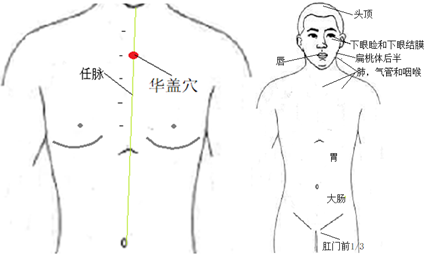 任脉
华盖穴
头顶
下眼睑和下眼结膜
唇
扁桃体后半
肺，气管和咽喉
胃
大肠
肛门前1/3